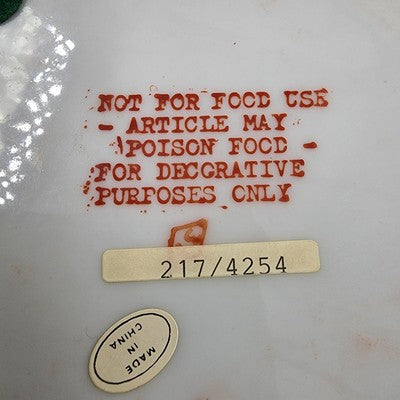 NOT FOR FOOD USE
- ARTICLE MAY
POISON FOOD -
FOR DECORATIVE
PURPOSES ONLY
217/4254
MADE
IN
CHINA